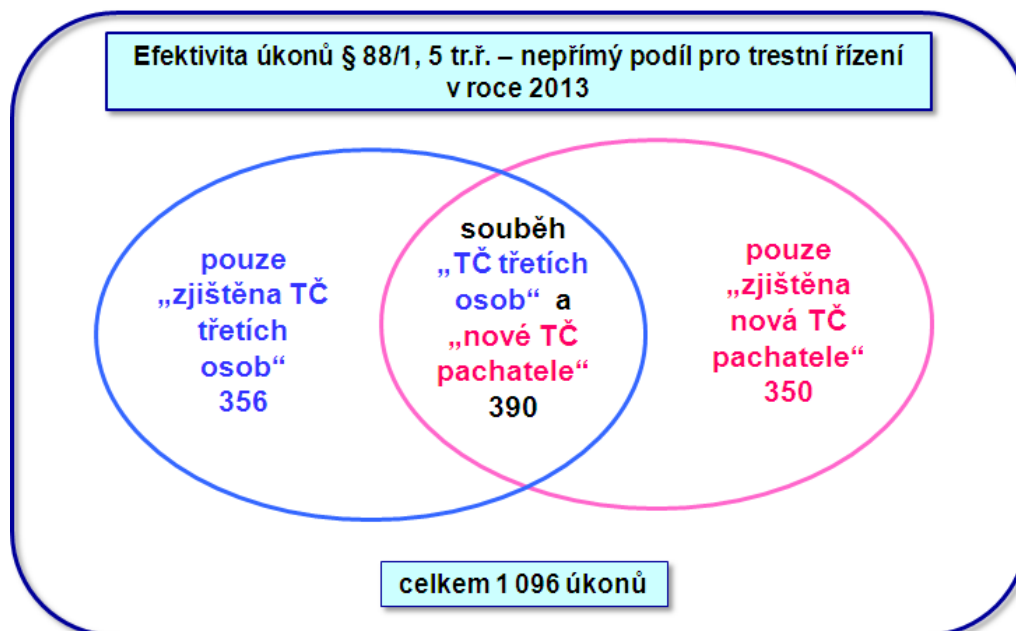 Efektivita úkonů § 88/1, 5 tr.ř. – nepřímý podíl pro trestní řízení
v roce 2013
pouze
„zjištěna TČ
třetích
osob“
356
souběh
„TČ třetích
osob“ a
„nové TČ
pachatele“
390
pouze
„zjištěna
nová TČ
pachatele“
350
celkem 1 096 úkonů